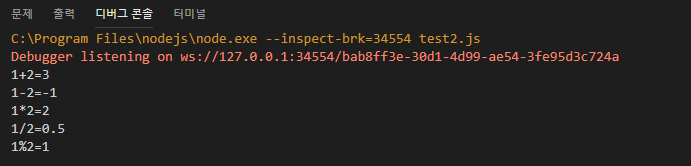 문제 출력 디버그 콘솔 터미널
C:\Program Files\nodejs\node.exe --inspect-brk=34554 test2.js
Debugger listening on ws://127.0.0.1:34554/bab8ff3e-30d1-4d99-ae54-3fe95d3c724a
1+2=3
1-2=-1
1*2=2
1/2=0.5
1%2=1